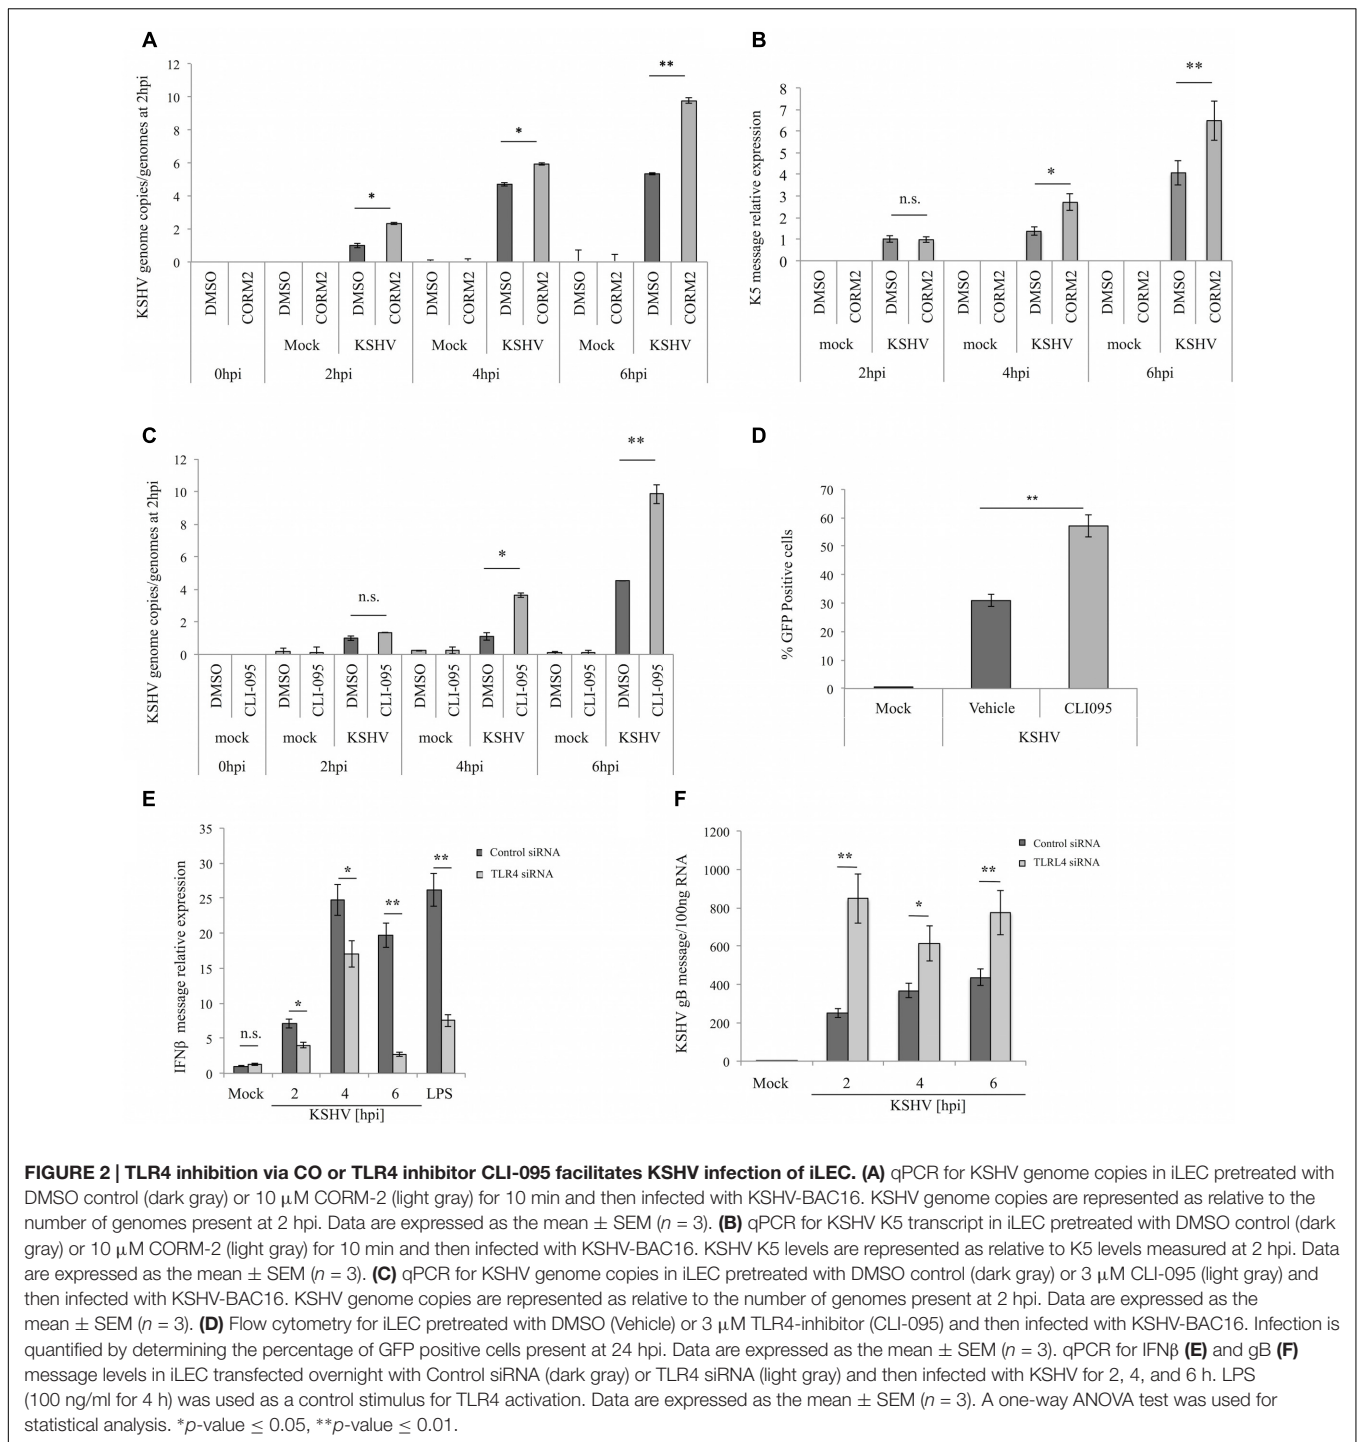 A
KSHV genome copies/genomes at 2hpi
12
10
8
6
4
2
0
*
*
**
DMSO CORM2 DMSO CORM2 DMSO CORM2 DMSO CORM2 DMSO CORM2 DMSO CORM2 DMSO CORM2
Mock KSHV Mock KSHV Mock KSHV
0hpi 2hpi 4hpi 6hpi
B
K5 message relative expression
8
7
6
5
4
3
2
1
0
n.s.
*
**
DMSO CORM2 DMSO CORM2 DMSO CORM2 DMSO CORM2 DMSO CORM2 DMSO CORM2
mock KSHV mock KSHV mock KSHV
2hpi 4hpi 6hpi
C
KSHV genome copies/genomes at 2hpi
12
10
8
6
4
2
0
n.s.
*
**
DMSO CLI-095 DMSO CLI-095 DMSO CLI-095 DMSO CLI-095 DMSO CLI-095 DMSO CLI-095 DMSO CLI-095
mock mock KSHV mock KSHV mock KSHV
0hpi 2hpi 4hpi 6hpi
D
% GFP Positive cells
70
60
50
40
30
20
10
0
**
Mock Vehicle CLI095
KSHV
E
IFNβ message relative expression
35
30
25
20
15
10
5
0
Control siRNA
TLR4 siRNA
n.s.
*
*
**
**
Mock 2 4 6 LPS
KSHV [hpi]
F
KSHV gB message/100ng RNA
1200
1000
800
600
400
200
0
Control siRNA
TLRL4 siRNA
**
*
**
Mock 2 4 6
KSHV [hpi]
FIGURE 2 | TLR4 inhibition via CO or TLR4 inhibitor CLI-095 facilitates KSHV infection of iLEC. (A) qPCR for KSHV genome copies in iLEC pretreated with
DMSO control (dark gray) or 10 μM CORM-2 (light gray) for 10 min and then infected with KSHV-BAC16. KSHV genome copies are represented as relative to the
number of genomes present at 2 hpi. Data are expressed as the mean ± SEM (n = 3). (B) qPCR for KSHV K5 transcript in iLEC pretreated with DMSO control (dark
gray) or 10 μM CORM-2 (light gray) for 10 min and then infected with KSHV-BAC16. KSHV K5 levels are represented as relative to K5 levels measured at 2 hpi. Data
are expressed as the mean ± SEM (n = 3). (C) qPCR for KSHV genome copies in iLEC pretreated with DMSO control (dark gray) or 3 μM CLI-095 (light gray) and
then infected with KSHV-BAC16. KSHV genome copies are represented as relative to the number of genomes present at 2 hpi. Data are expressed as the
mean ± SEM (n = 3). (D) Flow cytometry for iLEC pretreated with DMSO (Vehicle) or 3 μM TLR4-inhibitor (CLI-095) and then infected with KSHV-BAC16. Infection is
quantified by determining the percentage of GFP positive cells present at 24 hpi. Data are expressed as the mean ± SEM (n = 3). qPCR for IFNβ (E) and gB (F)
message levels in iLEC transfected overnight with Control siRNA (dark gray) or TLR4 siRNA (light gray) and then infected with KSHV for 2, 4, and 6 h. LPS
(100 ng/ml for 4 h) was used as a control stimulus for TLR4 activation. Data are expressed as the mean ± SEM (n = 3). A one-way ANOVA test was used for
statistical analysis. *p-value ≤ 0.05, **p-value ≤ 0.01.